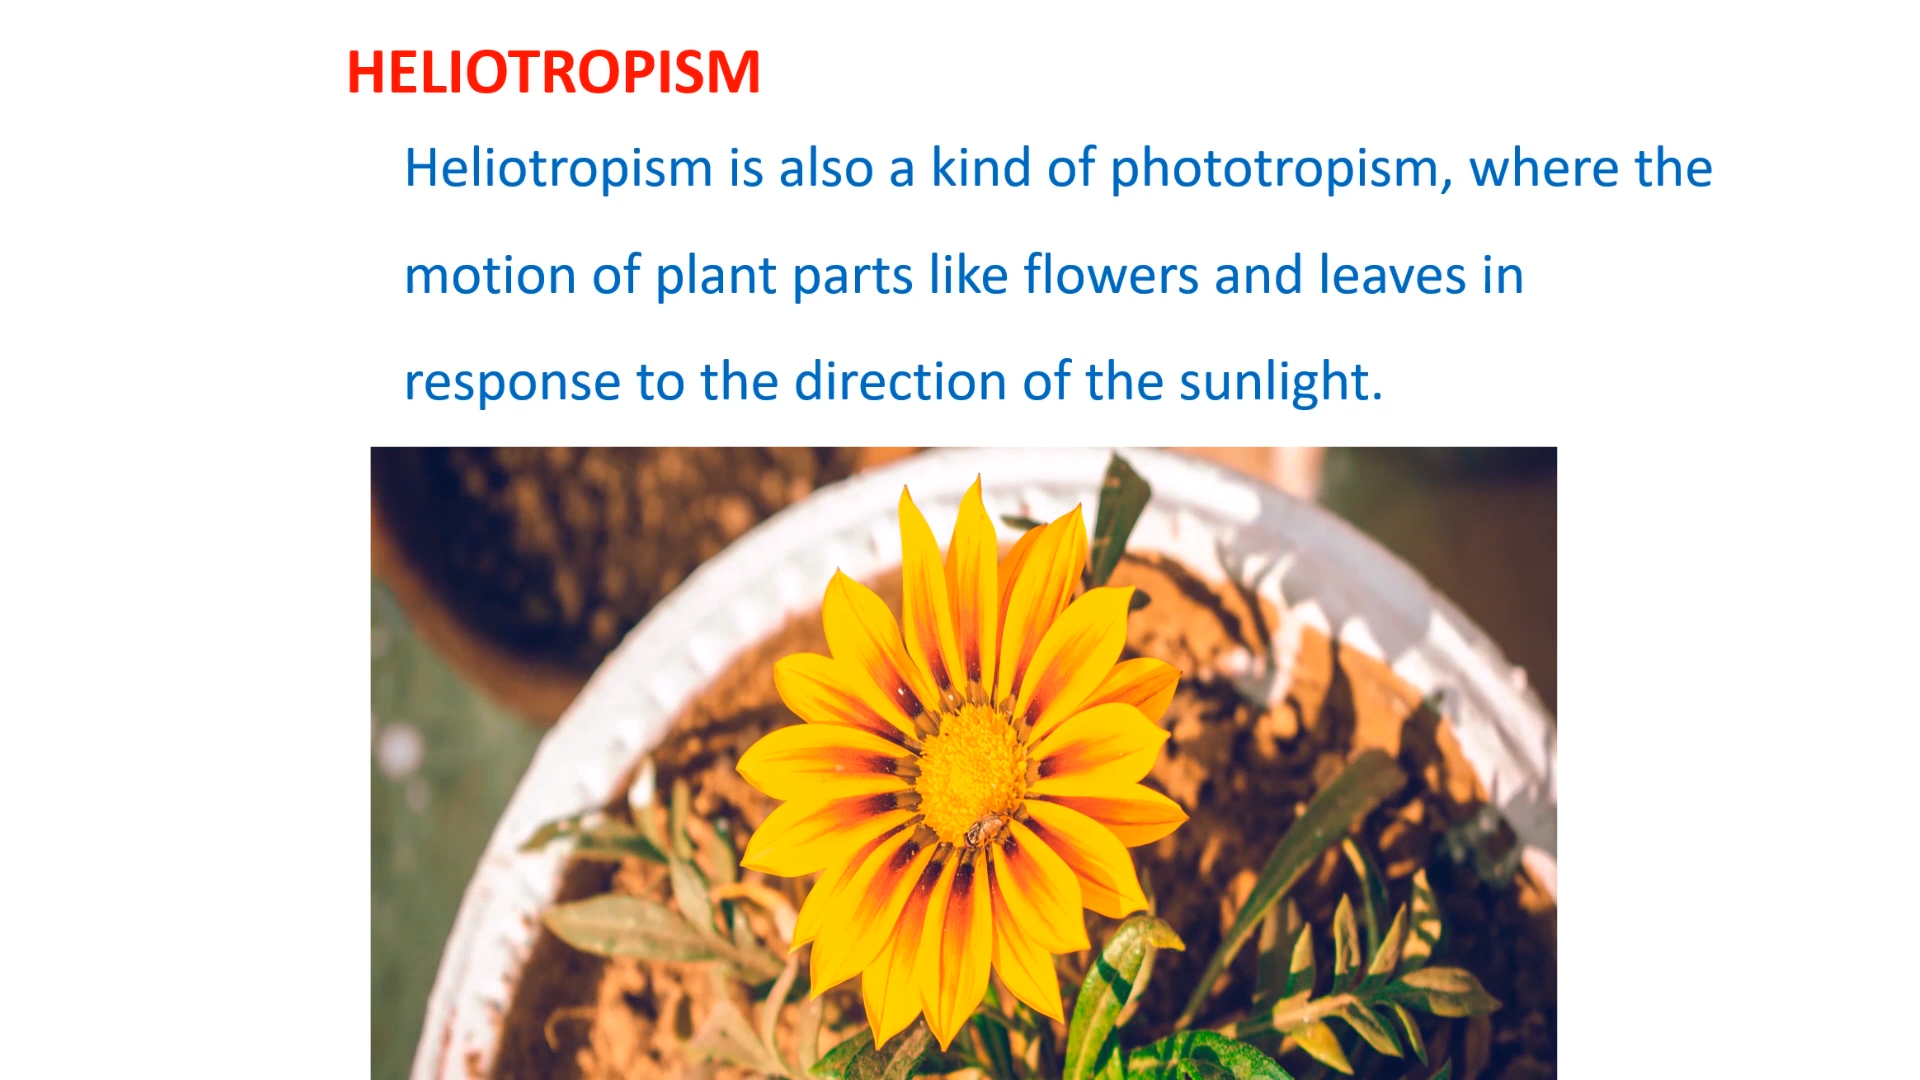 HELIOTROPISM
Heliotropism is also a kind of phototropism, where the
motion of plant parts like flowers and leaves in
response to the direction of the sunlight.